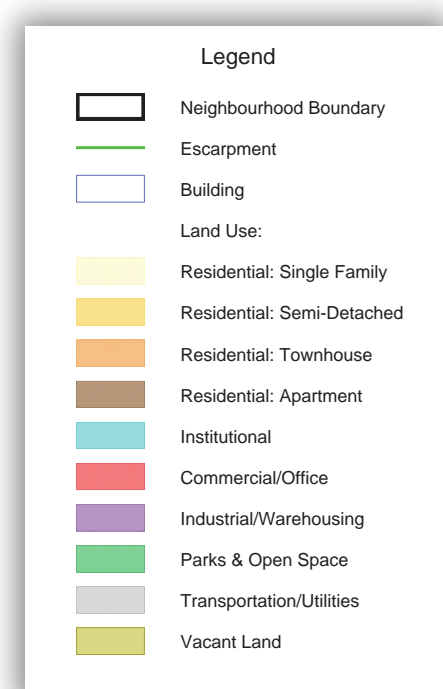 Legend
Neighbourhood Boundary
Escarpment
Building
Land Use:
Residential: Single Family
Residential: Semi-Detached
Residential: Townhouse
Residential: Apartment
Institutional
Commercial/Office
Industrial/Warehousing
Parks & Open Space
Transportation/Utilities
Vacant Land